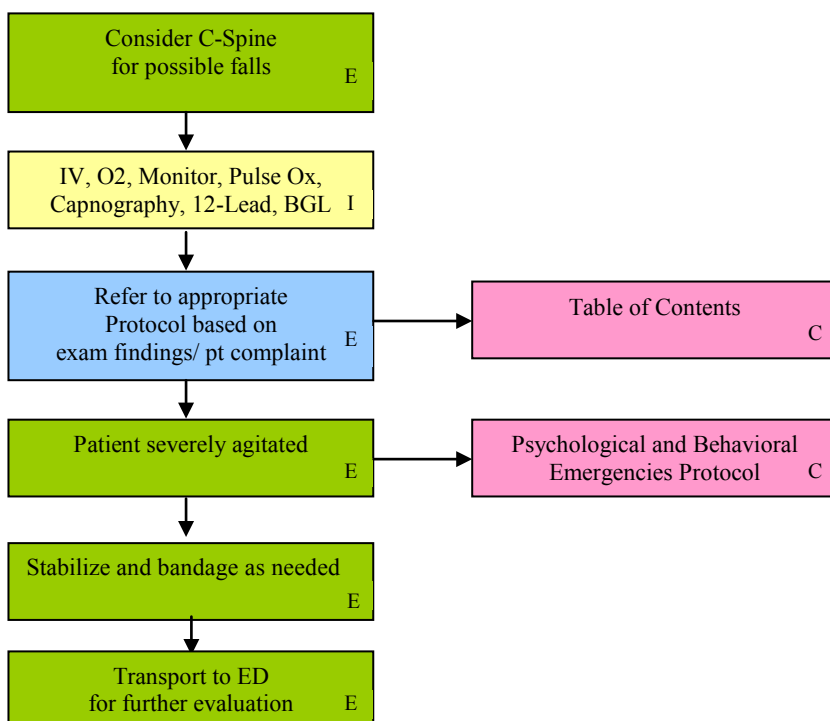 Consider C-Spine
for possible falls
E
IV, O2, Monitor, Pulse Ox,
Capnography, 12-Lead, BGL I
Refer to appropriate
Protocol based on
exam findings/ pt complaint
E
Table of Contents
C
Patient severely agitated
E
Psychological and Behavioral
Emergencies Protocol C
Stabilize and bandage as needed
E
Transport to ED
for further evaluation E